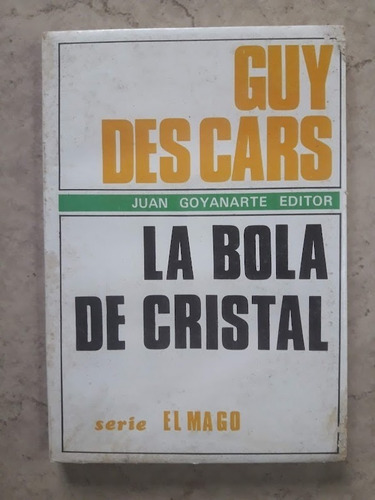 GUY
DES CARS
JUAN GOYANARTE EDITOR
LA BOLA
DE CRISTAL
serie EL MAGO